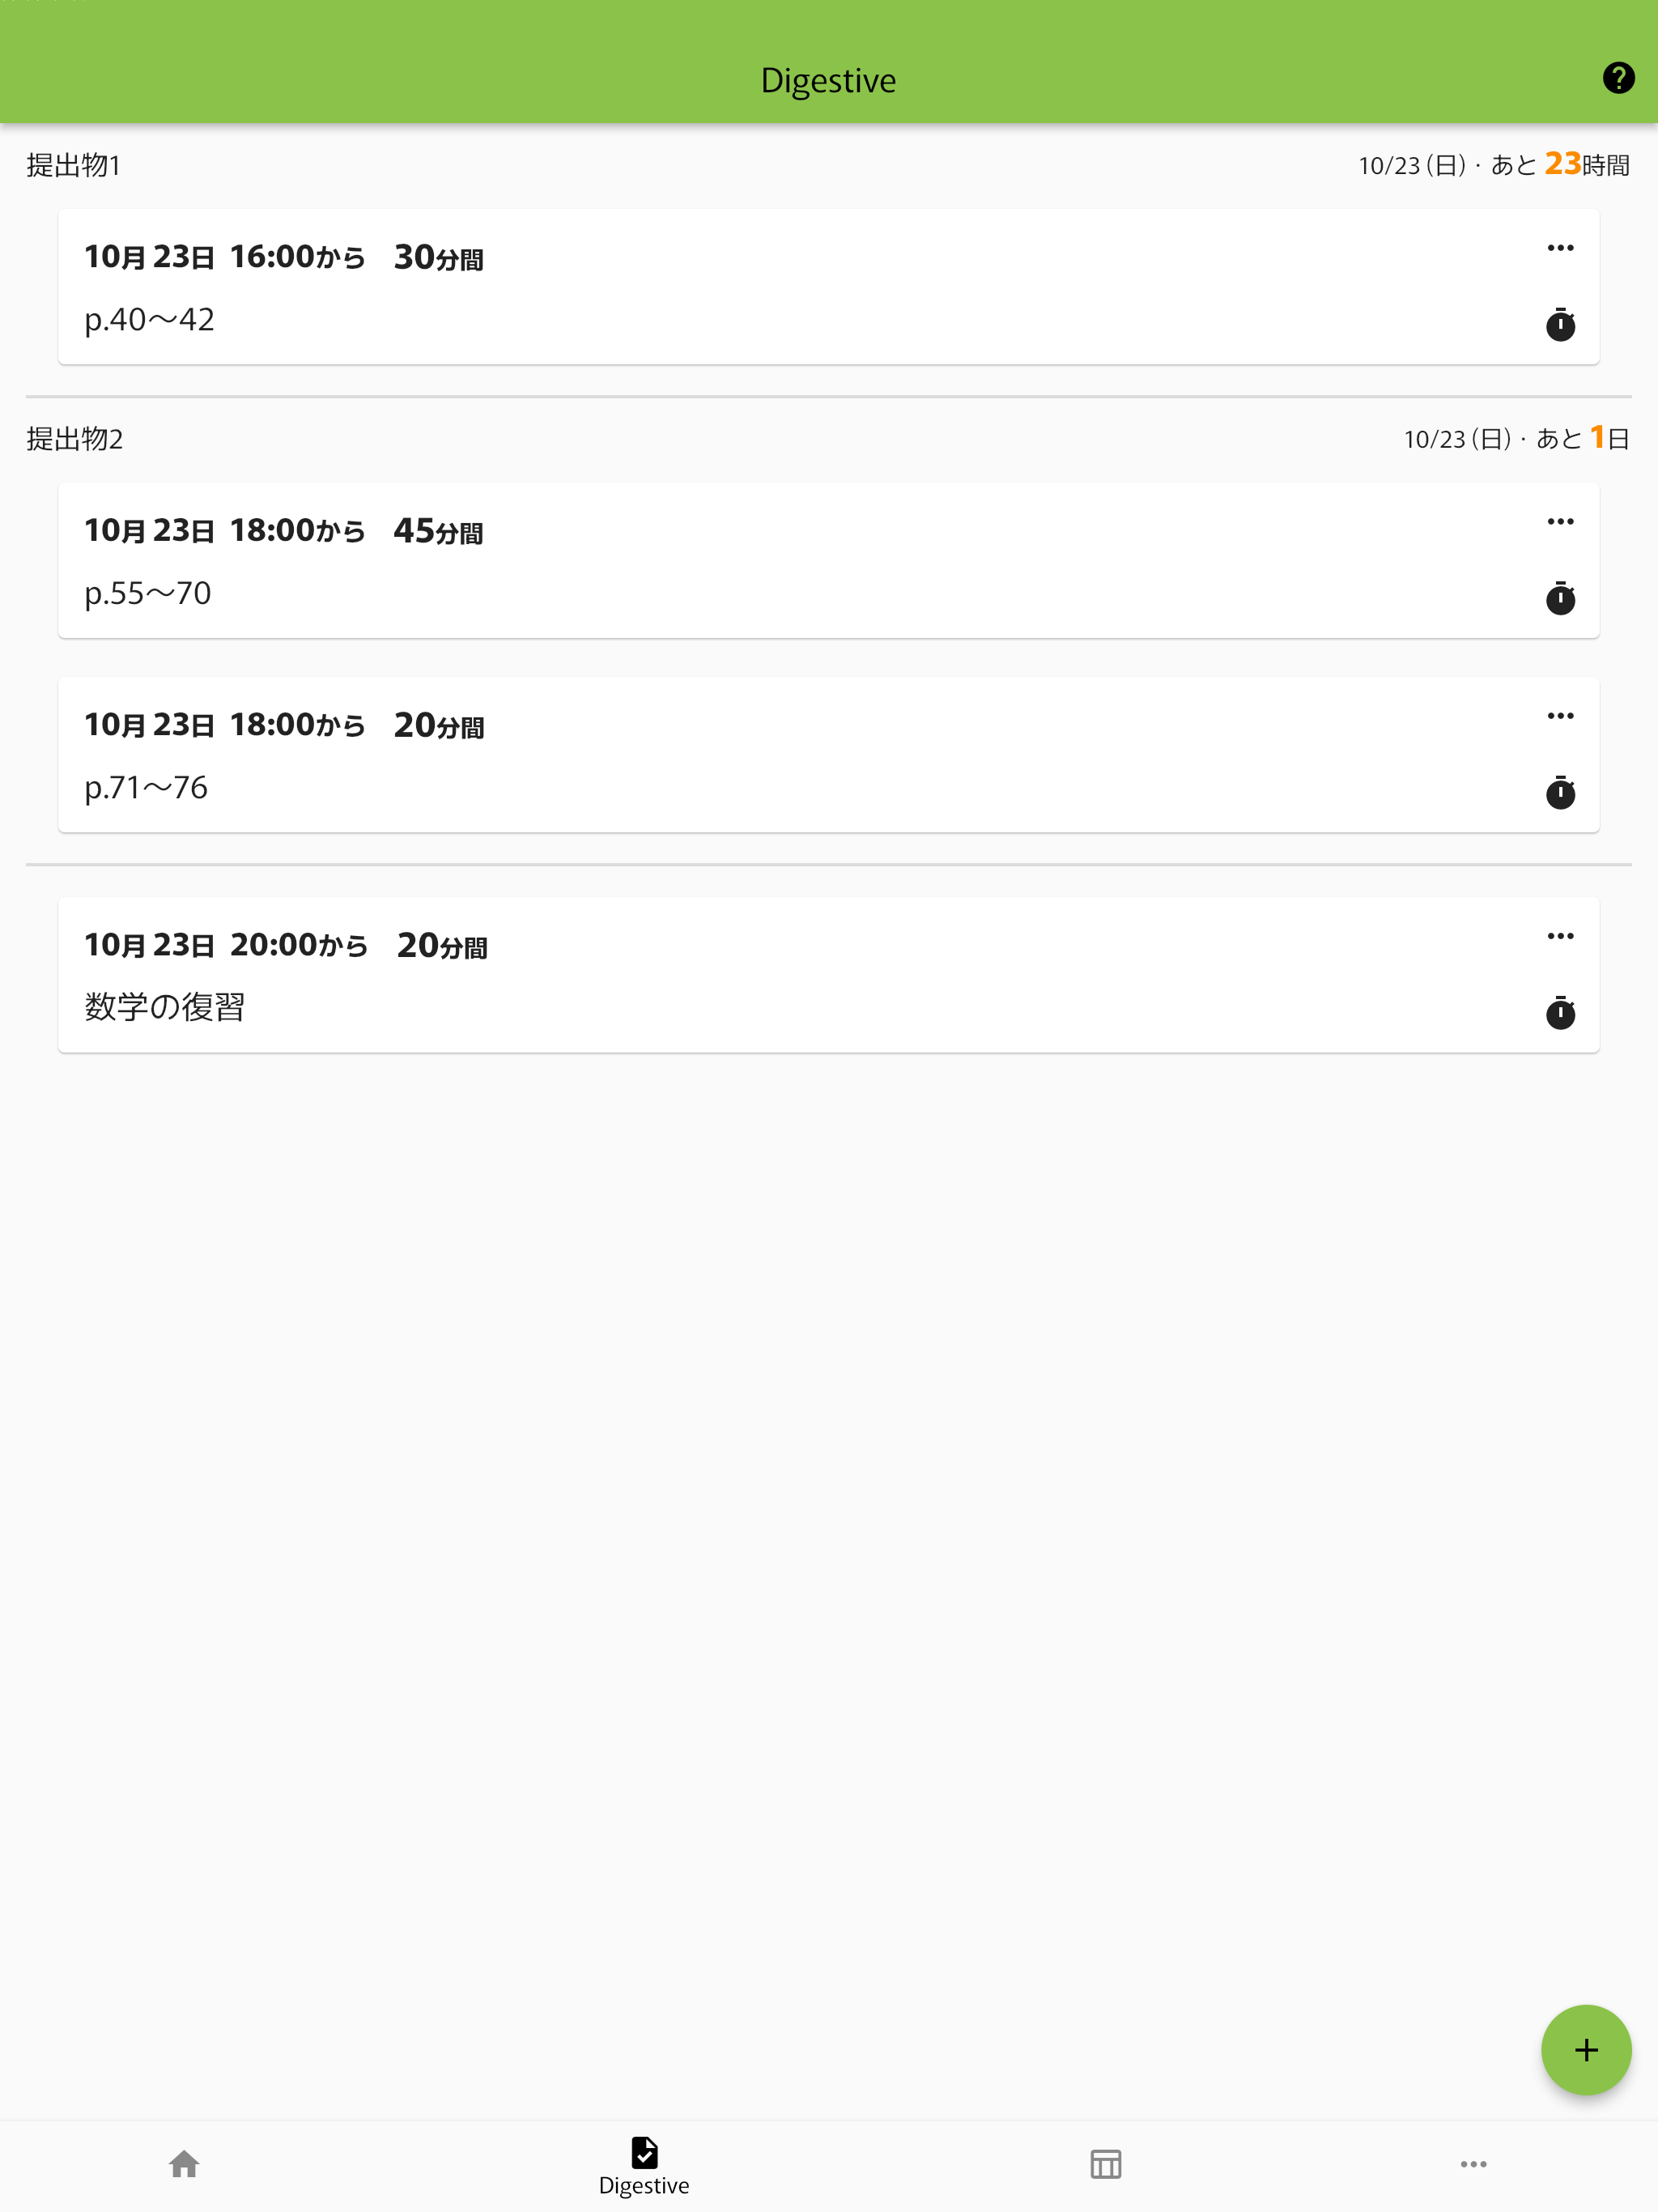 Digestive
提出物1
10/23 (日)・あと 23時間
10月 23日 16:00から 30分間
p.40〜42
提出物2
10/23 (日)・あと 1日
10月 23日 18:00から 45分間
p.55〜70
10月 23日 18:00から 20分間
p.71〜76
10月 23日 20:00から 20分間
数学の復習
Digestive